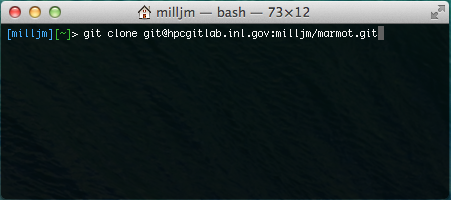 milljm — bash — 73×12
[milljm][~]> git clone git@hpcgitlab.inl.gov:milljm/marmot.git